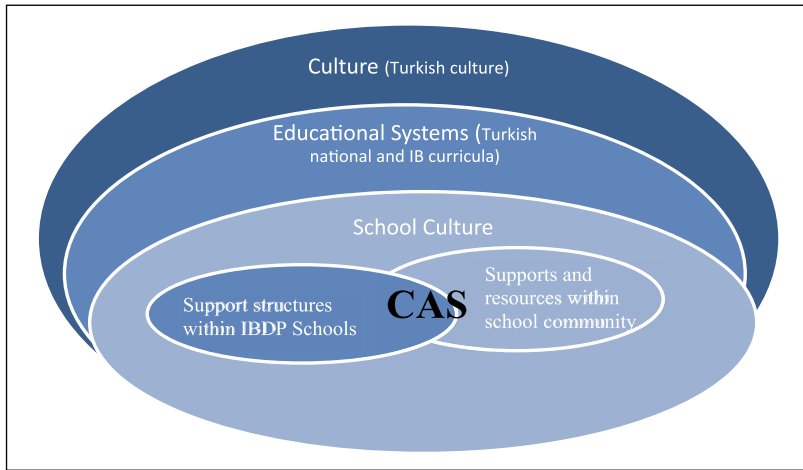 Culture (Turkish culture)
Educational Systems (Turkish
national and IB curricula)
School Culture
Support structures
within IBDP Schools
CAS
Supports and
resources within
school community